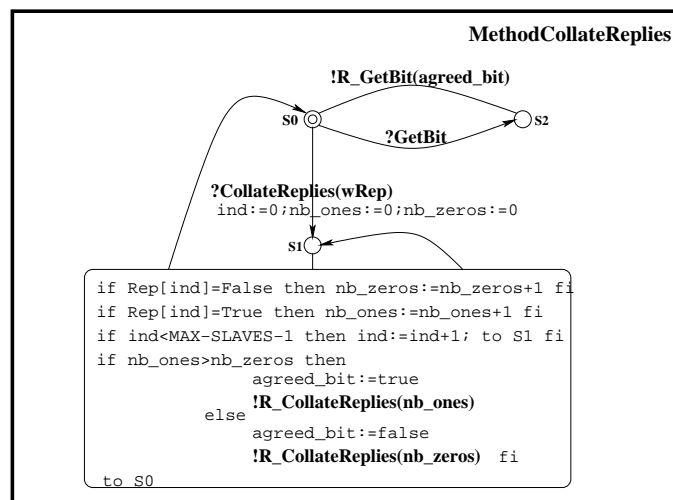 MethodCollateReplies
!R_GetBit(agreed_bit)
S0
S2
?GetBit
?CollateReplies(wRep)
ind:=0;nb_ones:=0;nb_zeros:=0
S1
if Rep[ind]=False then nb_zeros:=nb_zeros+1 fi
if Rep[ind]=True then nb_ones:=nb_ones+1 fi
if ind<MAX-SLAVES-1 then ind:=ind+1; to S1 fi
if nb_ones>nb_zeros then
agreed_bit:=true
!R_CollateReplies(nb_ones)
else
agreed_bit:=false
!R_CollateReplies(nb_zeros) fi
to S0